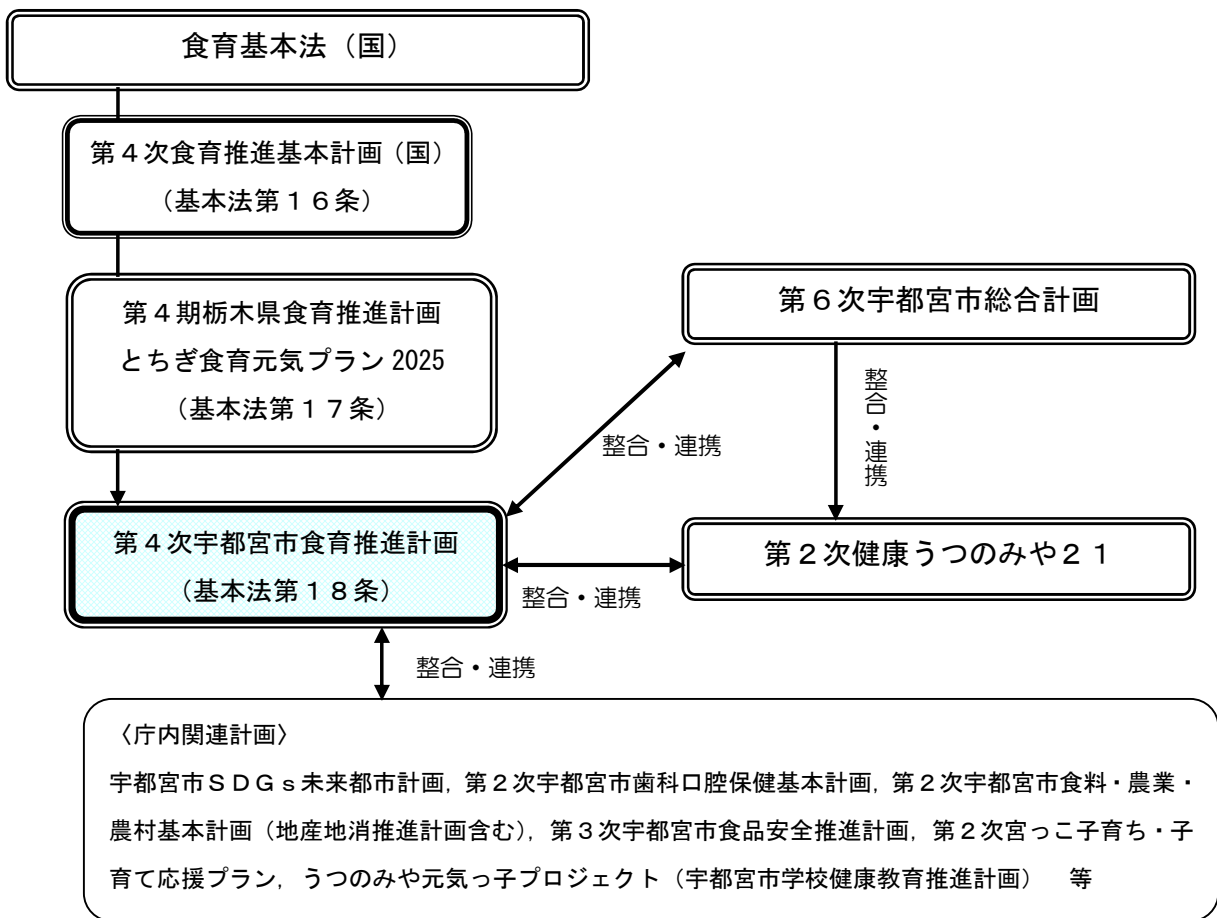 食育基本法（国）
第４次食育推進基本計画（国）
（基本法第１６条）
第４期栃木県食育推進計画
とちぎ食育元気プラン 2025
（基本法第１７条）
第６次宇都宮市総合計画
整合・連携
整合・連携
第４次宇都宮市食育推進計画
（基本法第１８条）
整合・連携
第２次健康うつのみや２１
整合・連携
〈庁内関連計画〉
宇都宮市ＳＤＧｓ未来都市計画，第２次宇都宮市歯科口腔保健基本計画，第２次宇都宮市食料・農業・
農村基本計画（地産地消推進計画含む），第３次宇都宮市食品安全推進計画，第２次宮っこ子育ち・子
育て応援プラン，うつのみや元気っ子プロジェクト（宇都宮市学校健康教育推進計画）　等